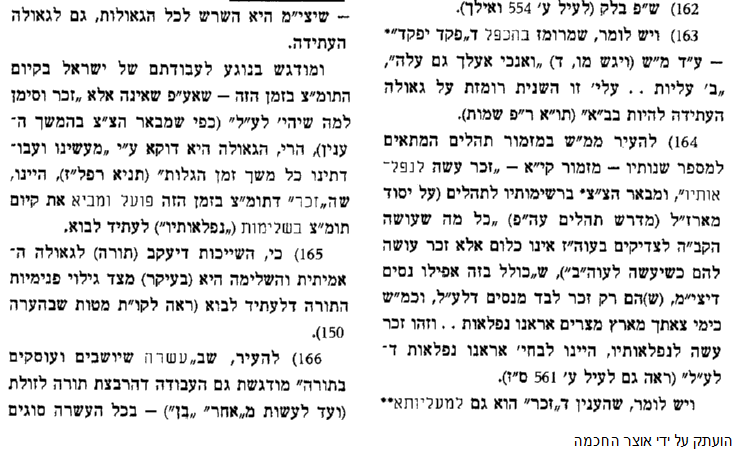 162) ש"פ בלק (לעיל ע' 554 ואילך).
163) ויש לומר, שמרומז בהכפל ד„פקד יפקד"*
— ע"ד מ"ש (ויגש מו, ד) „ואנכי אעלך גם עלה",
„ב' עליות . . עלי' זו השנית רומזת על גאולה
העתידה להיות בב"א" (תו"א ר"פ שמות).
164) להעיר ממ"ש במזמור תהלים המתאים
למספר שנותיו — מזמור קי"א — „זכר עשה לנפל־
אותיו", ומבאר הצ"צ* ברשימותיו לתהלים (על יסוד
מארז"ל (מדרש תהלים עה"פ) „כל מה שעושה
הקב"ה לצדיקים בעוה"ז אינו כלום אלא זכר עושה
להם כשיעשה לעוה"ב"), ש„כולל בזה אפילו נסים
דיצי"מ, (ש)הם רק זכר לבד מנסים דלע"ל, וכמ"ש
כימי צאתך מארץ מצרים אראנו נפלאות . . וזהו זכר
עשה לנפלאותיו, היינו לבחי' אראנו נפלאות ד־
לע"ל" (ראה גם לעיל ע' 561 ס"ו).
ויש לומר, שהענין ד„זכר" הוא גם למעליותא**
— שיצי"מ היא השרש לכל הגאולות, גם לגאולה
העתידה.
ומודגש בנוגע לעבודתם של ישראל בקיום
התומ"צ בזמן הזה — שאע"פ שאינה אלא „זכר וסימן
למה שיהי' לע"ל" (כפי שמבאר הצ"צ בהמשך ה־
ענין), הרי, הגאולה היא דוקא ע"י „מעשינו ועבו־
דתינו כל משך זמן הגלות" (תניא רפל"ז), היינו,
שה„זכר" דתומ"צ בזמן הזה פועל ומביא את קיום
תומ"צ בשלימות („נפלאותיו") לעתיד לבוא.
165) כי, השייכות דיעקב (תורה) לגאולה ה־
אמיתית והשלימה היא (בעיקר) מצד גילוי פנימיות
התורה דלעתיד לבוא (ראה לקו"ת מטות שבהערה
150).
166) להעיר, שב„עשרה שיושבים ועוסקים
בתורה" מודגשת גם העבודה דהרבצת תורה לזולת
(ועד לעשות מ„אחר" „בן") — בכל העשרה סוגים
הועתק על ידי אוצר החכמה